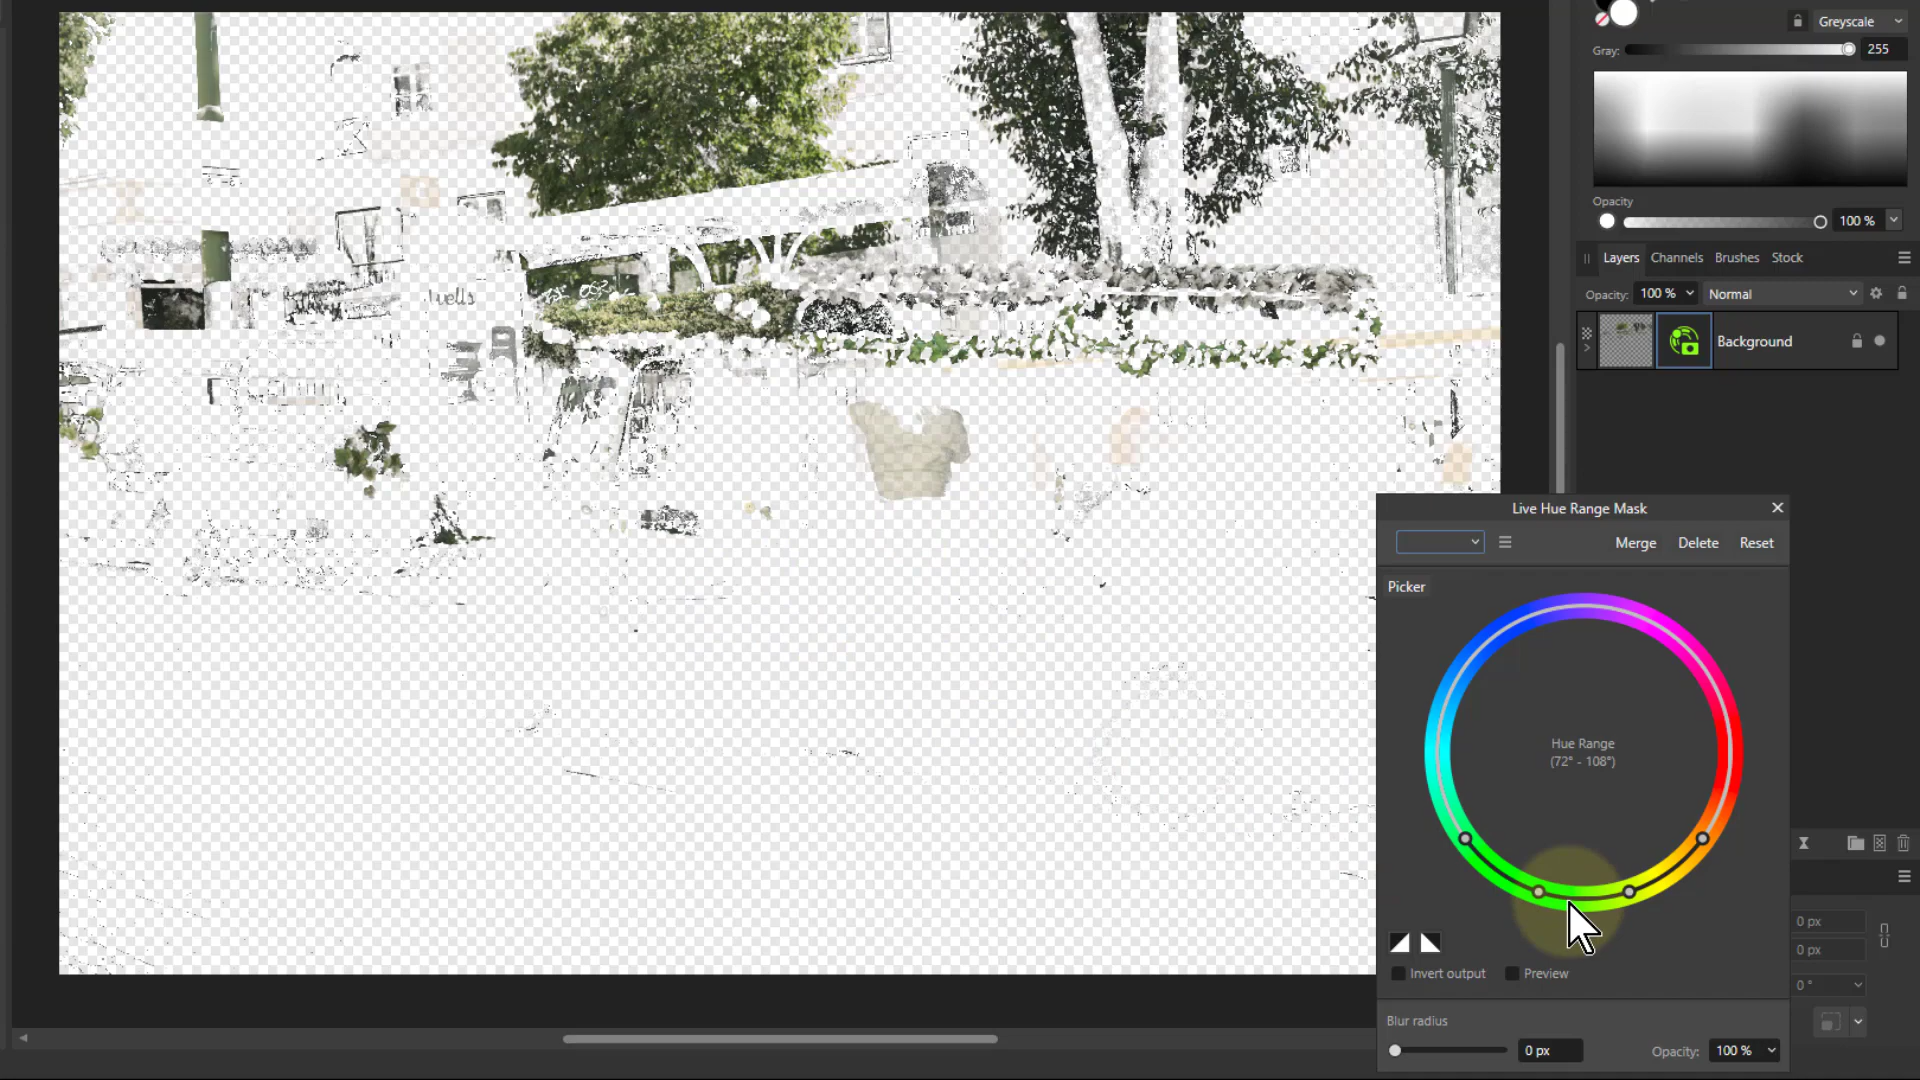 Greyscale
Gray:
255
Opacity
100 %
Layers
Channels
Brushes
Stock
Opacity:
100 %
Normal
Background
wells
Live Hue Range Mask
Merge
Delete
Reset
Picker
Hue Range
(72° - 108°)
Invert output
Preview
Blur radius
0 px
Opacity:
100 %
0 px
0 px
0 °